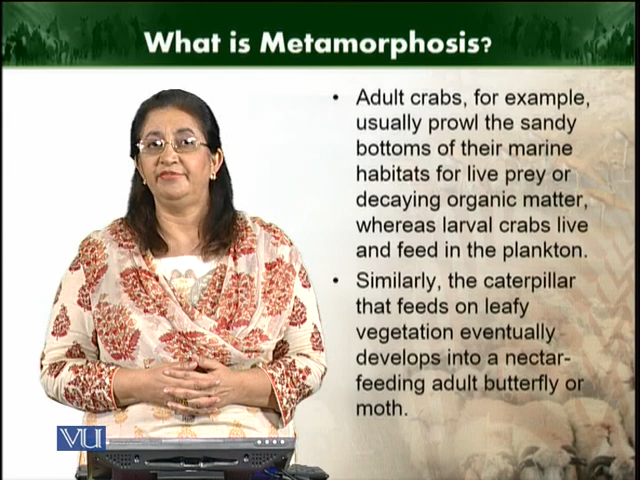 What is Metamorphosis?
• Adult crabs, for example,
usually prowl the sandy
bottoms of their marine
habitats for live prey or
decaying organic matter,
whereas larval crabs live
and feed in the plankton.
• Similarly, the caterpillar
that feeds on leafy
vegetation eventually
develops into a nectar-
feeding adult butterfly or
moth.
VU